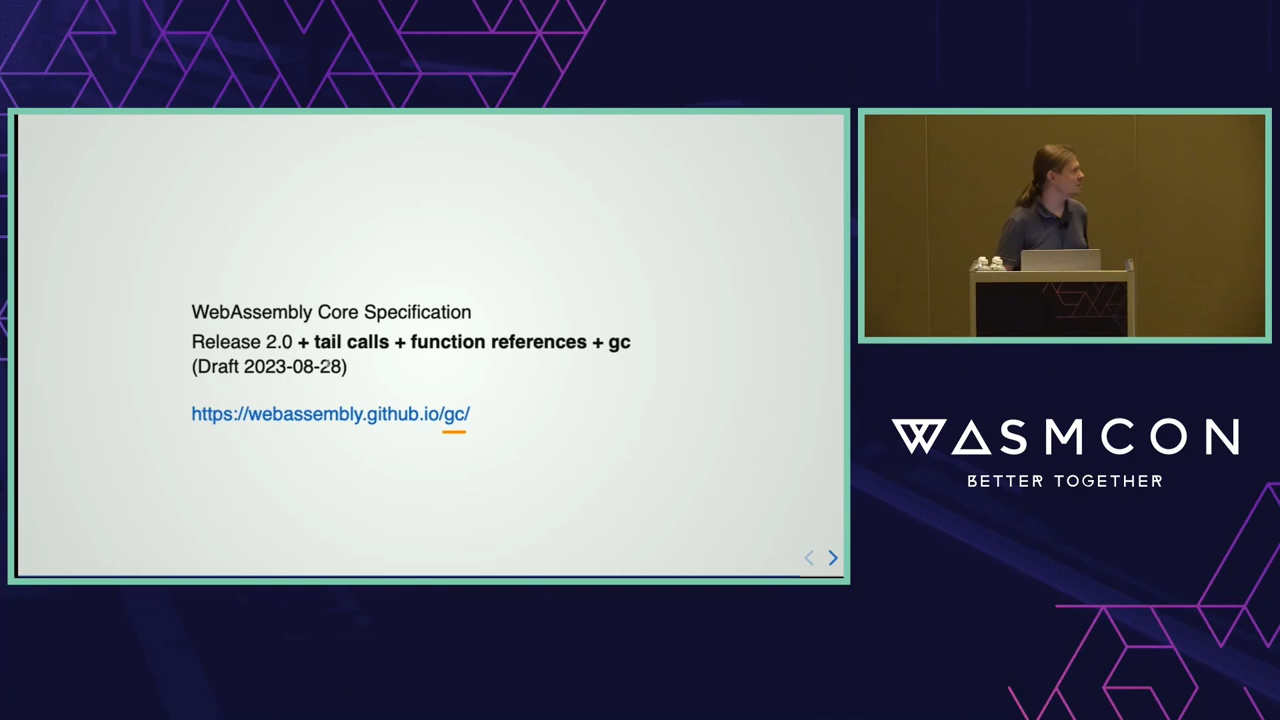 WebAssembly Core Specification
Release 2.0 + tail calls + function references + gc
(Draft 2023-08-28)
https://webassembly.github.io/gc/
WASMCON
BETTER TOGETHER